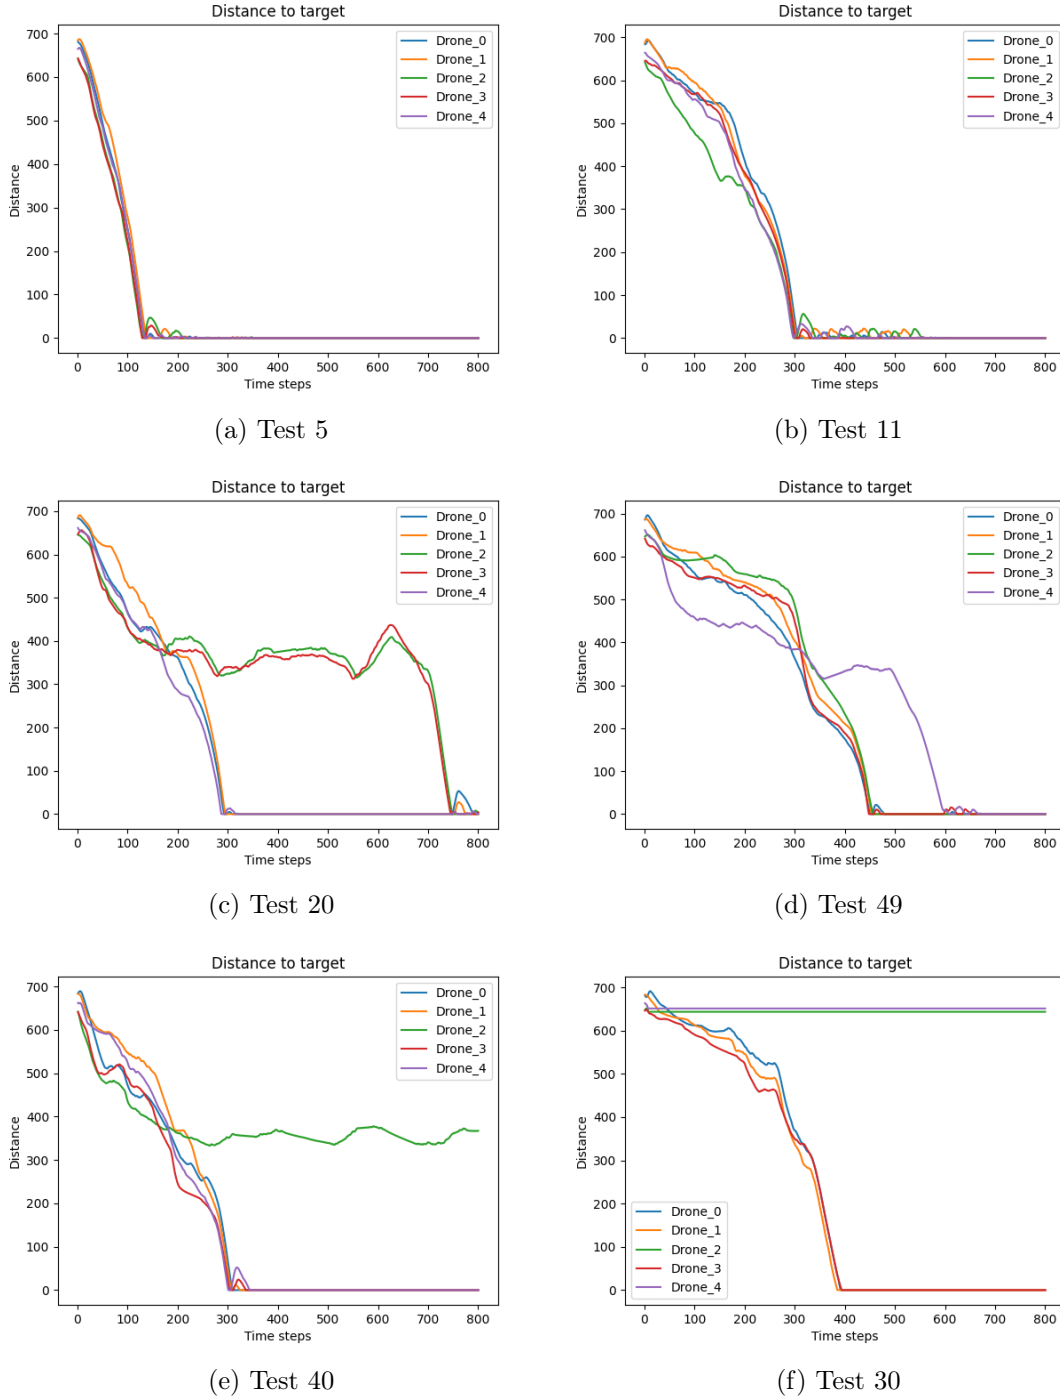 Distance to target
Distance
700
600
500
400
300
200
100
0
Drone_0
Drone_1
Drone_2
Drone_3
Drone_4
0 100 200 300 400 500 600 700 800
Time steps
(a) Test 5
Distance to target
Distance
700
600
500
400
300
200
100
0
Drone_0
Drone_1
Drone_2
Drone_3
Drone_4
0 100 200 300 400 500 600 700 800
Time steps
(b) Test 11
Distance to target
Distance
700
600
500
400
300
200
100
0
Drone_0
Drone_1
Drone_2
Drone_3
Drone_4
0 100 200 300 400 500 600 700 800
Time steps
(c) Test 20
Distance to target
Distance
700
600
500
400
300
200
100
0
Drone_0
Drone_1
Drone_2
Drone_3
Drone_4
0 100 200 300 400 500 600 700 800
Time steps
(d) Test 49
Distance to target
Distance
700
600
500
400
300
200
100
0
Drone_0
Drone_1
Drone_2
Drone_3
Drone_4
0 100 200 300 400 500 600 700 800
Time steps
(e) Test 40
Distance to target
Distance
700
600
500
400
300
200
100
0
Drone_0
Drone_1
Drone_2
Drone_3
Drone_4
0 100 200 300 400 500 600 700 800
Time steps
(f) Test 30